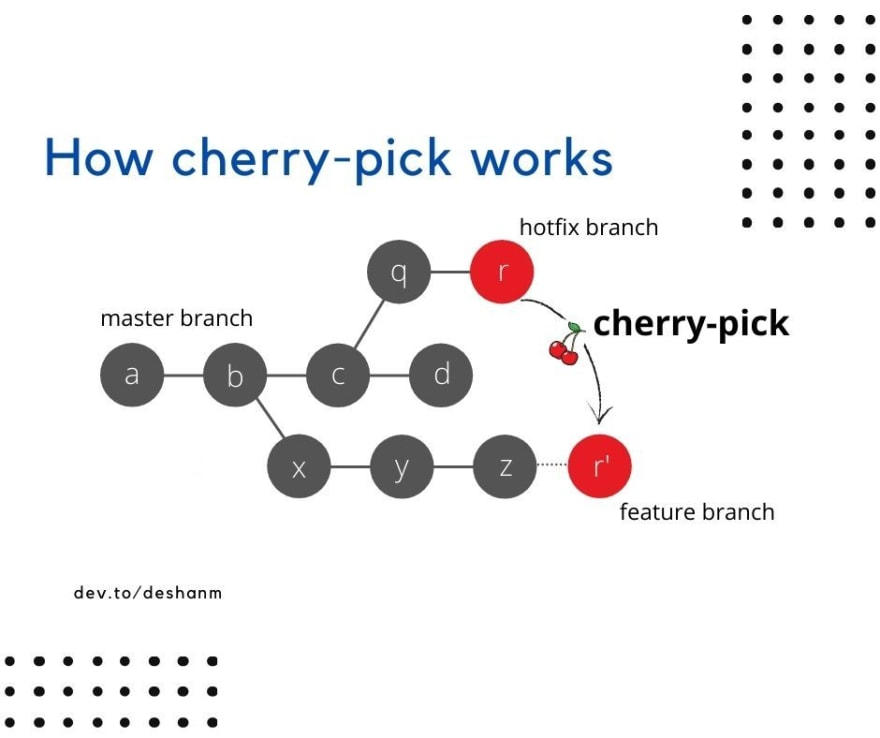 How cherry-pick works
hotfix branch
q
r
master branch
cherry-pick
a
b
c
d
x
y
z
r'
feature branch
dev.to/deshanm